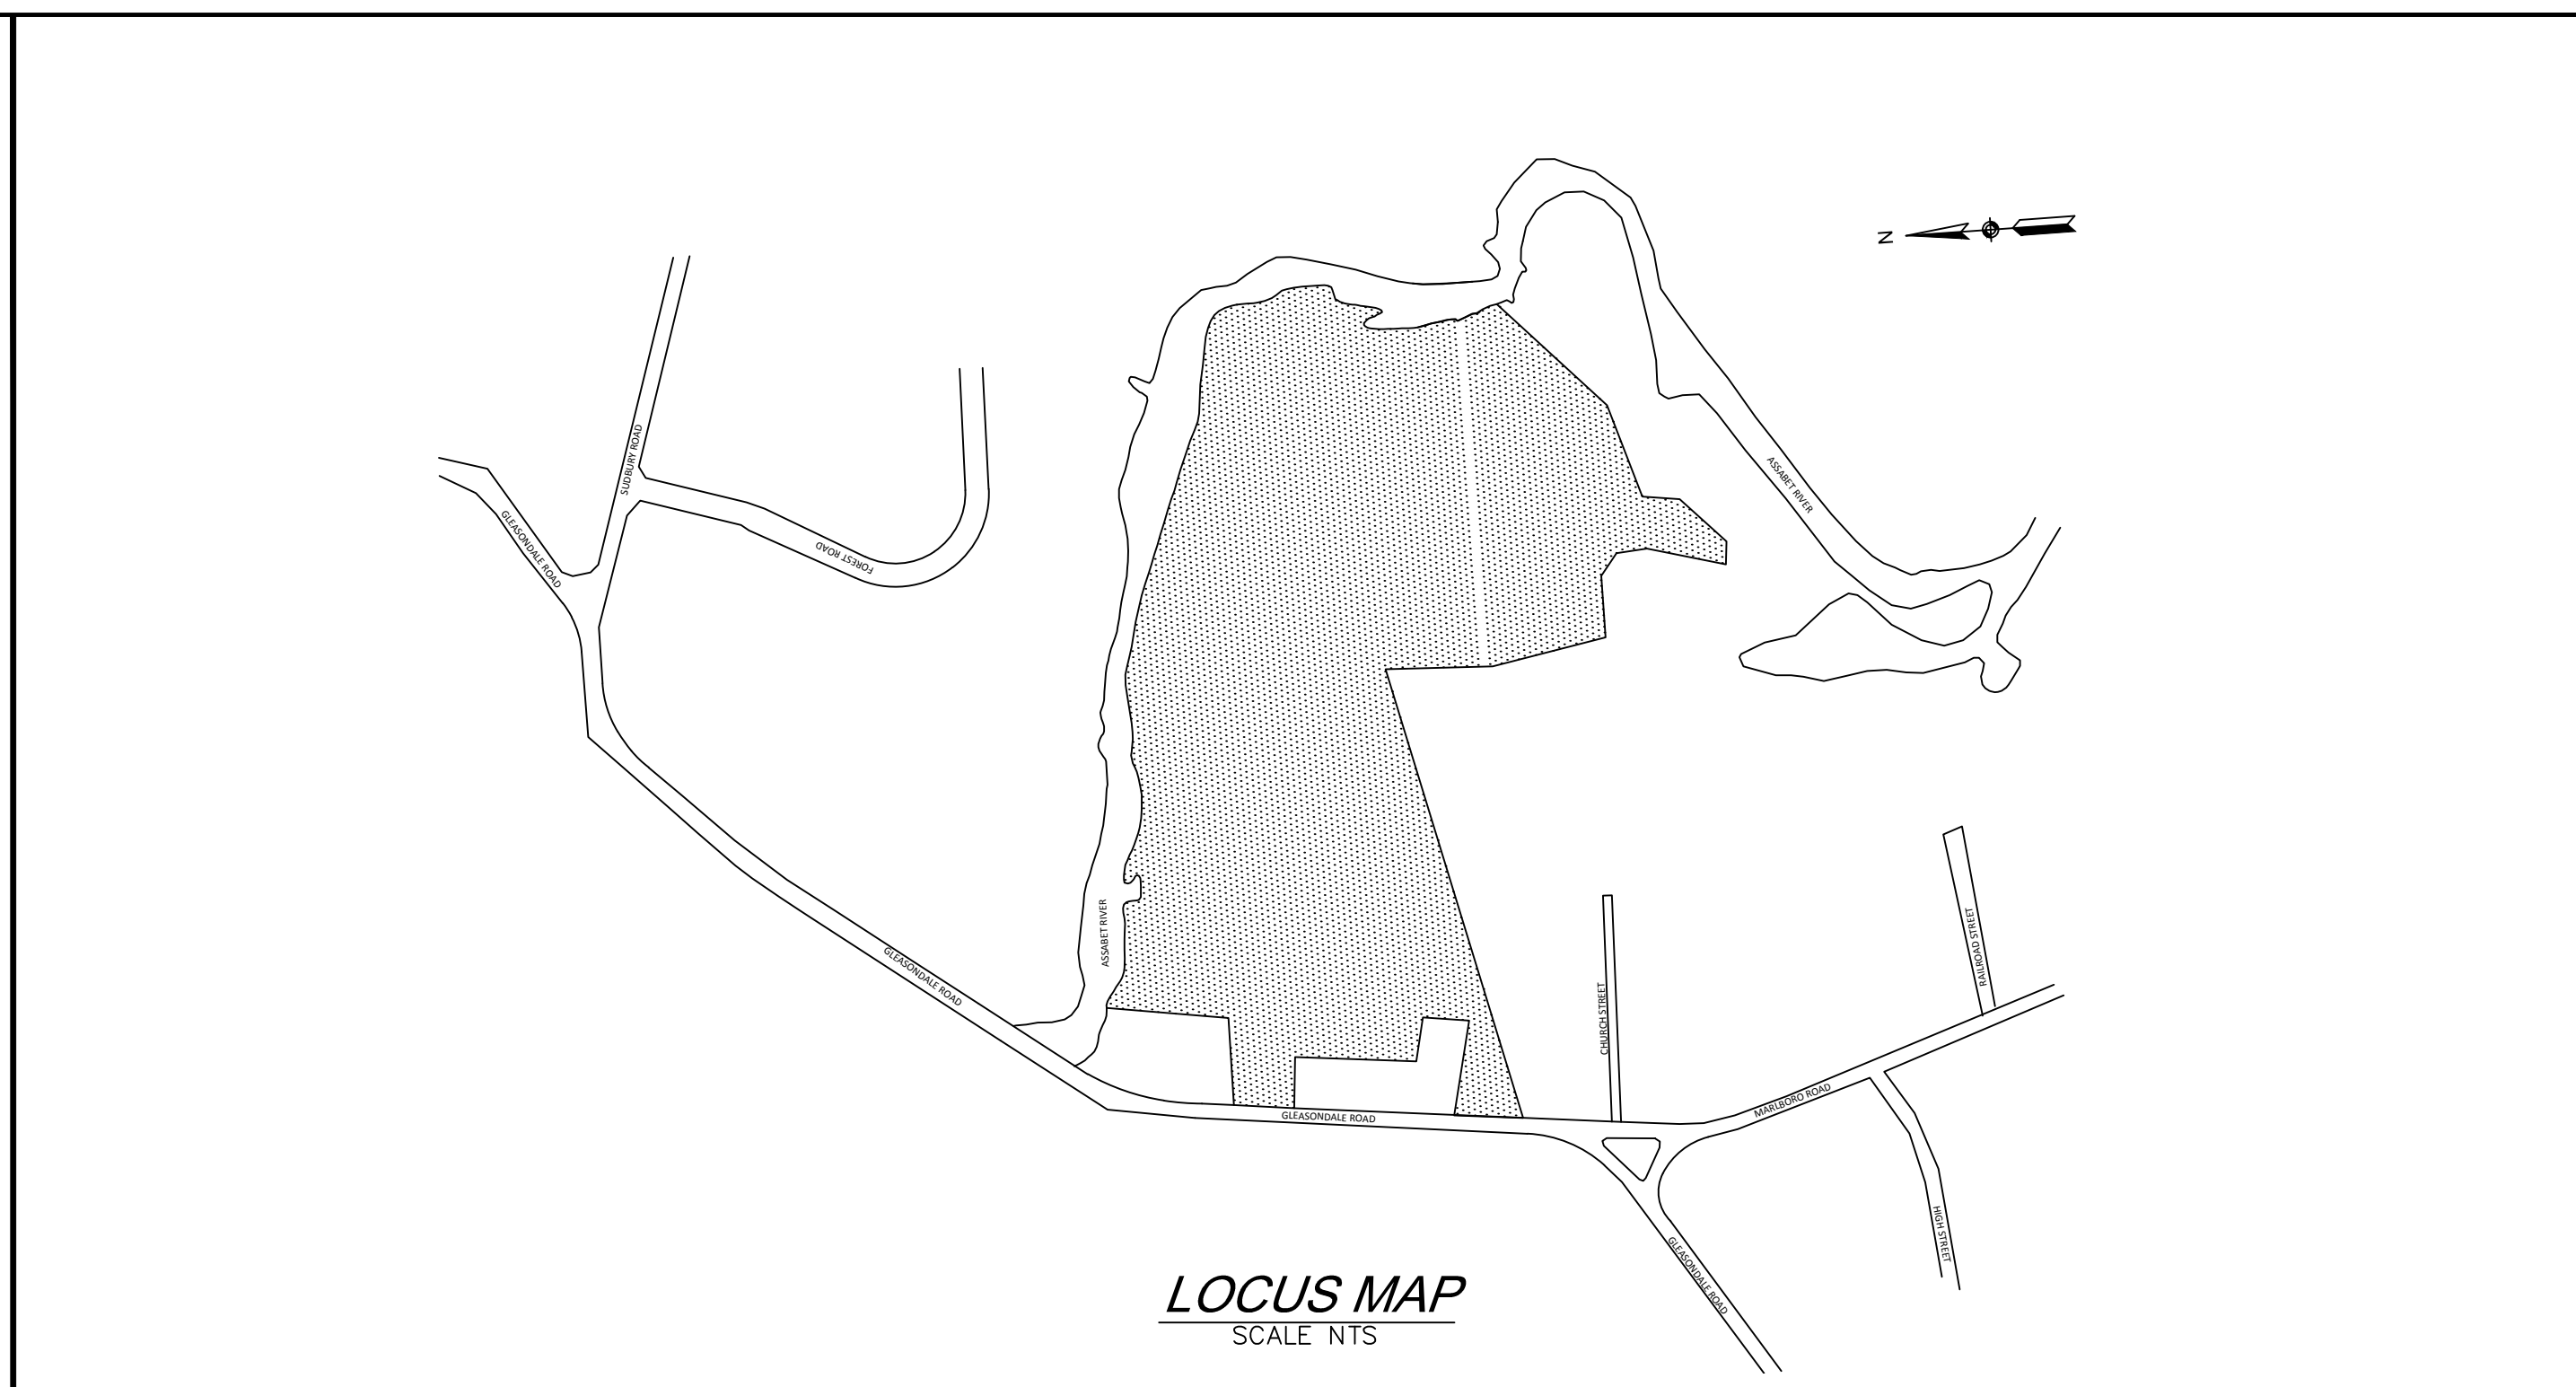 N
SUDBURY ROAD
GLEASONDALE ROAD
FOREST ROAD
ASSABET RIVER
GLEASONDALE ROAD
ASSABET RIVER
CHURCH STREET
RAILROAD STREET
GLEASONDALE ROAD
MARLBORO ROAD
HIGH STREET
GLEASONDALE ROAD
LOCUS MAP
SCALE NTS